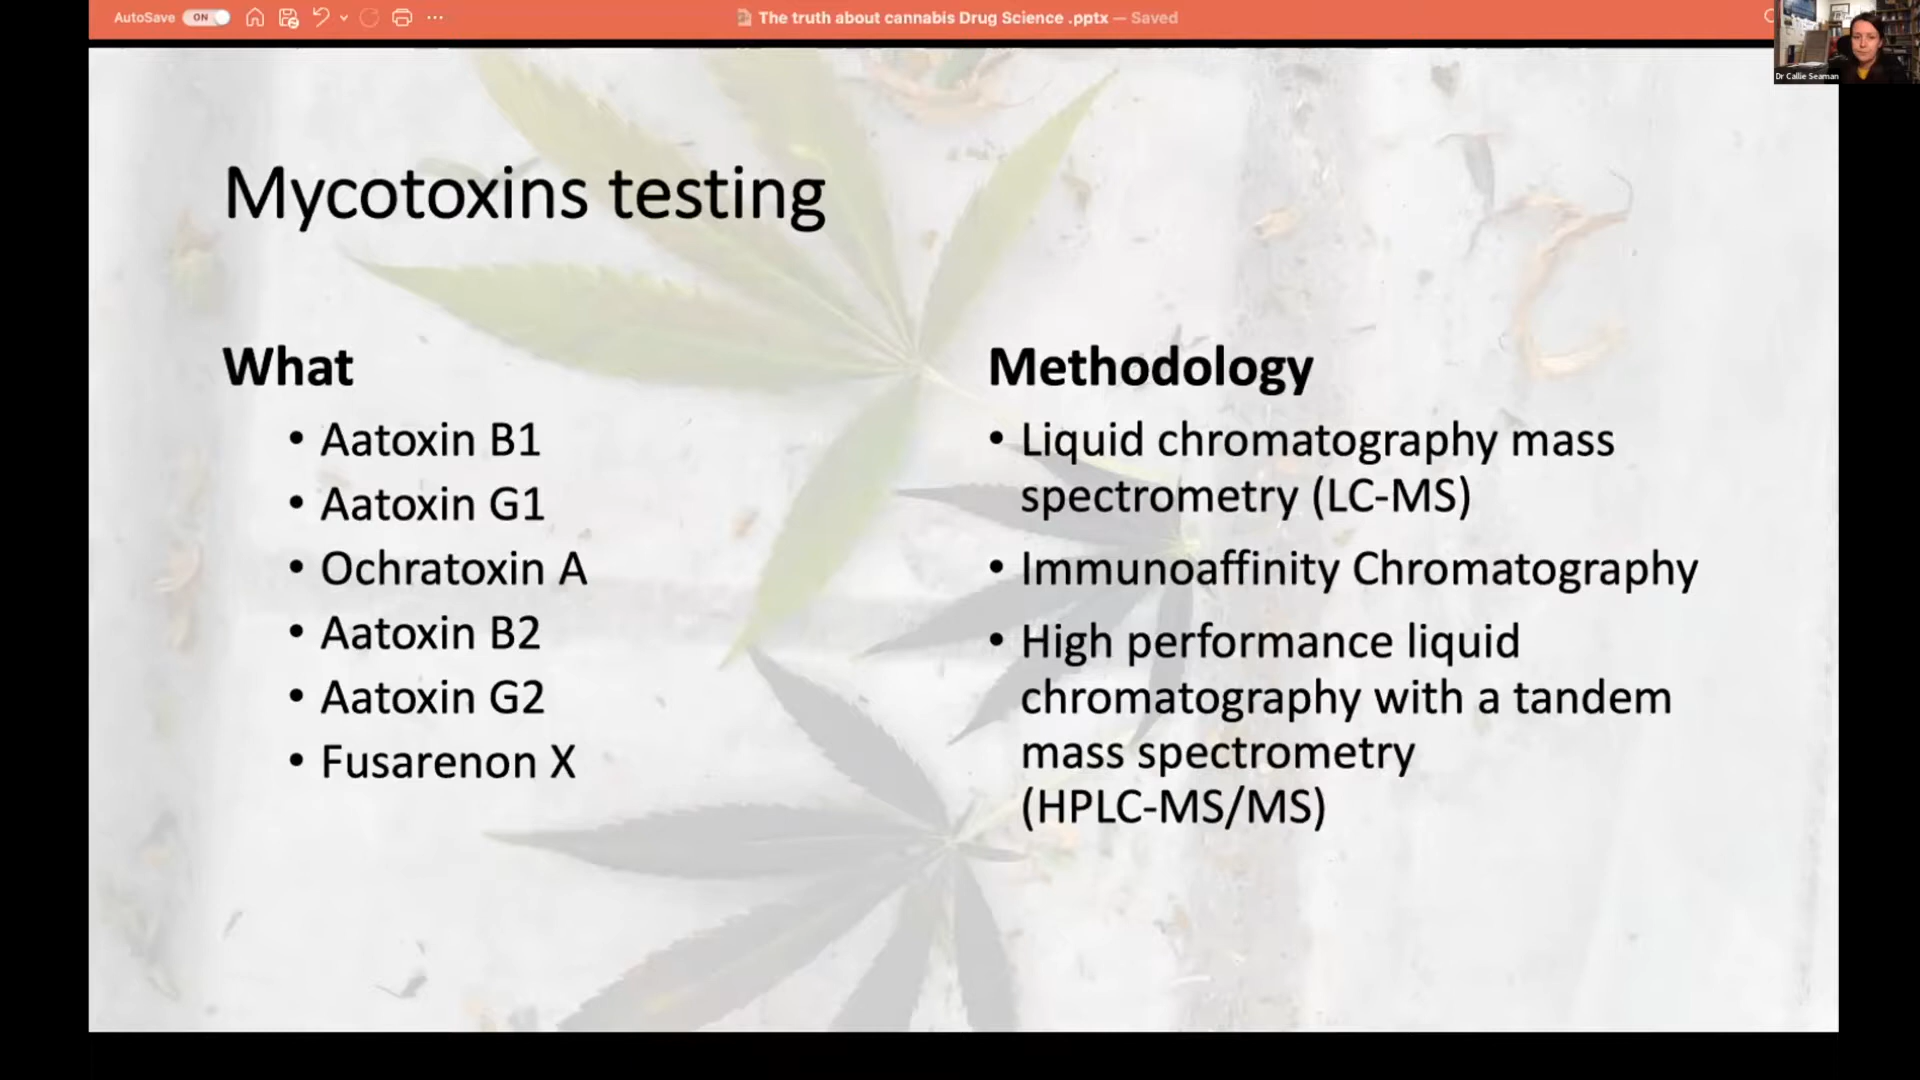 AutoSave ON
The truth about cannabis Drug Science .pptx — Saved
Dr Callie Seaman
Mycotoxins testing
What
• Aatoxin B1
• Aatoxin G1
• Ochratoxin A
• Aatoxin B2
• Aatoxin G2
• Fusarenon X
Methodology
• Liquid chromatography mass
spectrometry (LC-MS)
• Immunoaffinity Chromatography
• High performance liquid
chromatography with a tandem
mass spectrometry
(HPLC-MS/MS)